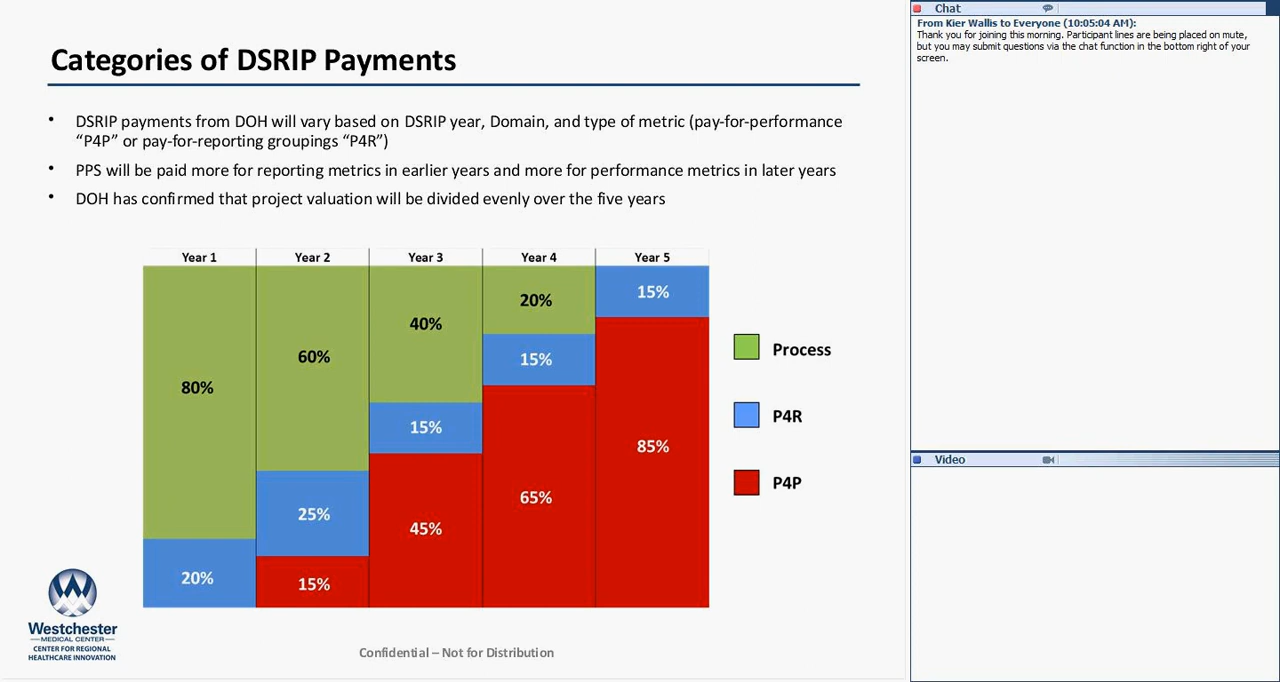 Categories of DSRIP Payments
• DSRIP payments from DOH will vary based on DSRIP year, Domain, and type of metric (pay-for-performance
“P4P” or pay-for-reporting groupings “P4R”)
• PPS will be paid more for reporting metrics in earlier years and more for performance metrics in later years
• DOH has confirmed that project valuation will be divided evenly over the five years
Year 1 Year 2 Year 3 Year 4 Year 5
80%
20%
60%
25%
15%
40%
15%
45%
20%
15%
65%
15%
85%
Process
P4R
P4P
Westchester
MEDICAL CENTER
CENTER FOR REGIONAL
HEALTHCARE INNOVATION
Confidential – Not for Distribution
Chat
From Kier Wallis to Everyone (10:05:04 AM):
Thank you for joining this morning. Participant lines are being placed on mute,
but you may submit questions via the chat function in the bottom right of your
screen.
Video